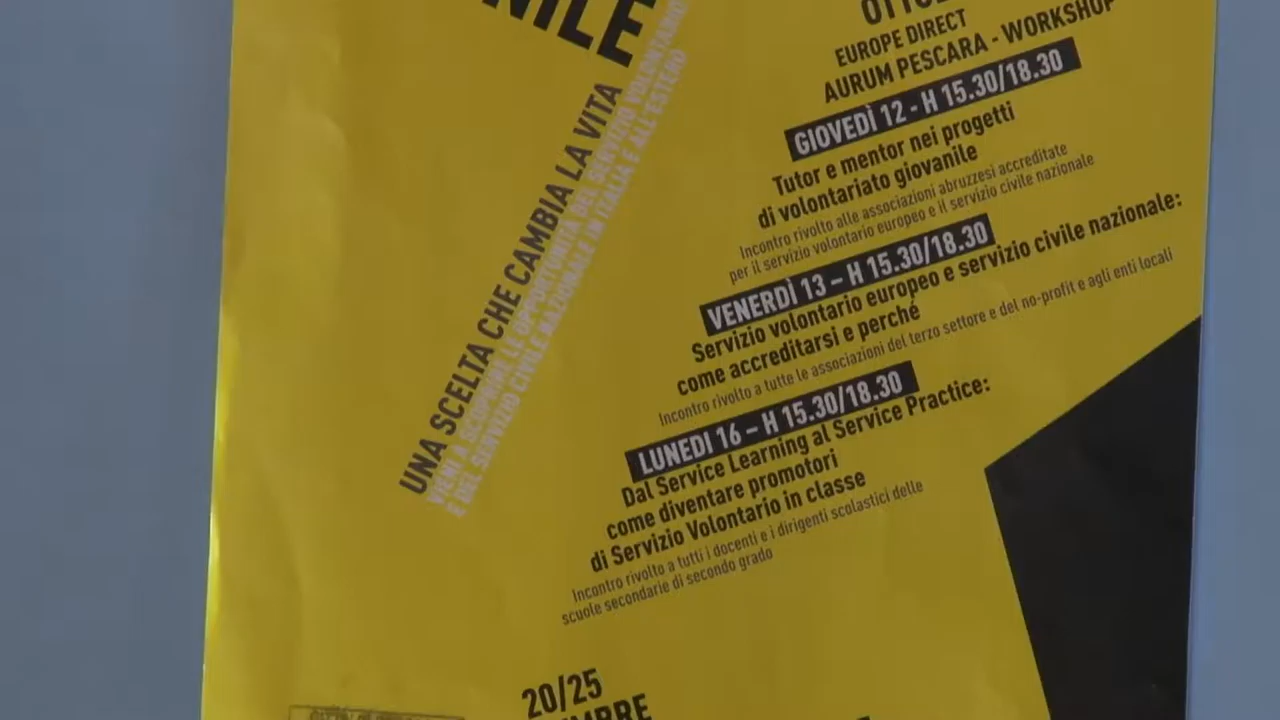 UNA SCELTA CHE CAMBIA LA VITA
VIENI A SCOPRIRE LE OPPORTUNITÀ DEL SERVIZIO VOLONTARIO
E DEL SERVIZIO CIVILE NAZIONALE IN ITALIA E ALL'ESTERO
EUROPE DIRECT
AURUM PESCARA - WORKSHOP
GIOVEDÌ 12 - H 15.30/18.30
Tutor e mentor nei progetti
di volontariato giovanile
Incontro rivolto alle associazioni abruzzesi accreditate
per il servizio volontario europeo e il servizio civile nazionale
VENERDÌ 13 – H 15.30/18.30
Servizio volontario europeo e servizio civile nazionale:
come accreditarsi e perché
Incontro rivolto a tutte le associazioni del terzo settore e del no-profit e agli enti locali
LUNEDI 16 – H 15.30/18.30
Dal Service Learning al Service Practice:
come diventare promotori
di Servizio Volontario in classe
Incontro rivolto a tutti i docenti e i dirigenti scolastici delle
scuole secondarie di secondo grado
20/25